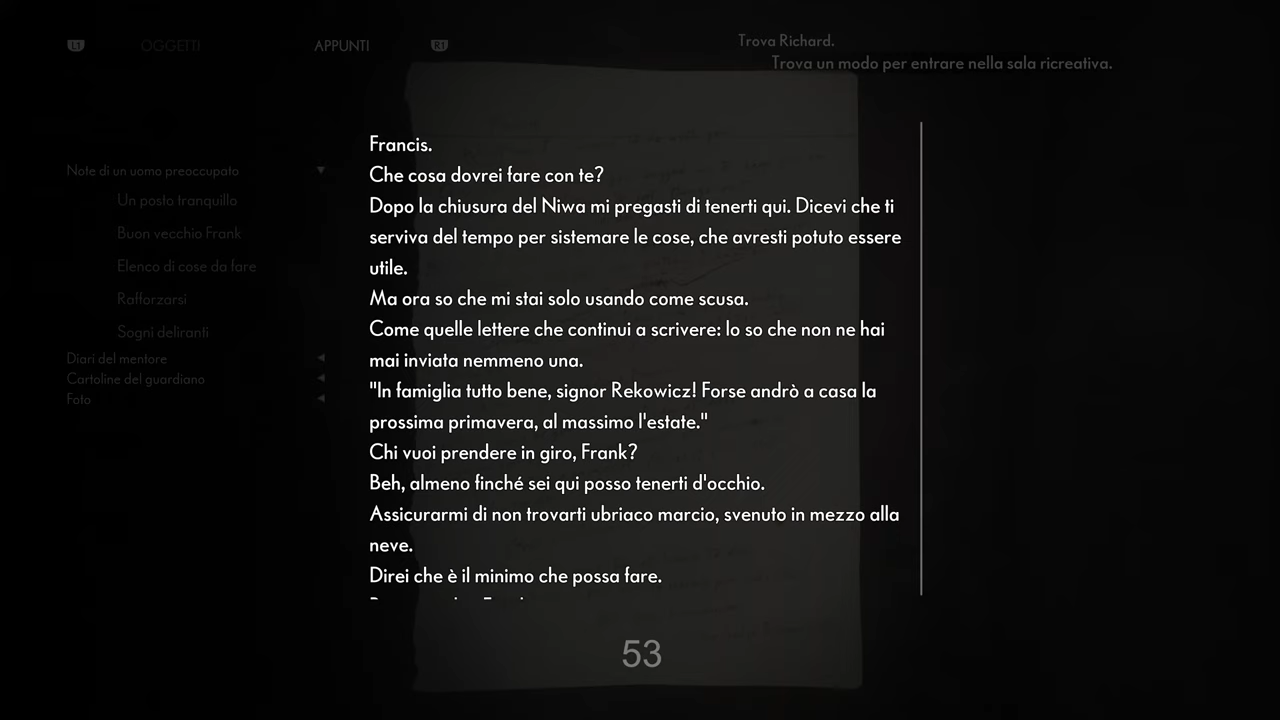 L1
OGGETTI
APPUNTI
R1
Trova Richard.
Trova un modo per entrare nella sala ricreativa.
Note di un uomo preoccupato
Un posto tranquillo
Buon vecchio Frank
Elenco di cose da fare
Rafforzarsi
Sogni deliranti
Diari del mentore
Cartoline del guardiano
Foto
Francis.
Che cosa dovrei fare con te?
Dopo la chiusura del Niwa mi pregasti di tenerti qui. Dicevi che ti
serviva del tempo per sistemare le cose, che avresti potuto essere
utile.
Ma ora so che mi stai solo usando come scusa.
Come quelle lettere che continui a scrivere: lo so che non ne hai
mai inviata nemmeno una.
"In famiglia tutto bene, signor Rekowicz! Forse andrò a casa la
prossima primavera, al massimo l'estate."
Chi vuoi prendere in giro, Frank?
Beh, almeno finché sei qui posso tenerti d'occhio.
Assicurarmi di non trovarti ubriaco marcio, svenuto in mezzo alla
neve.
Direi che è il minimo che possa fare.
53